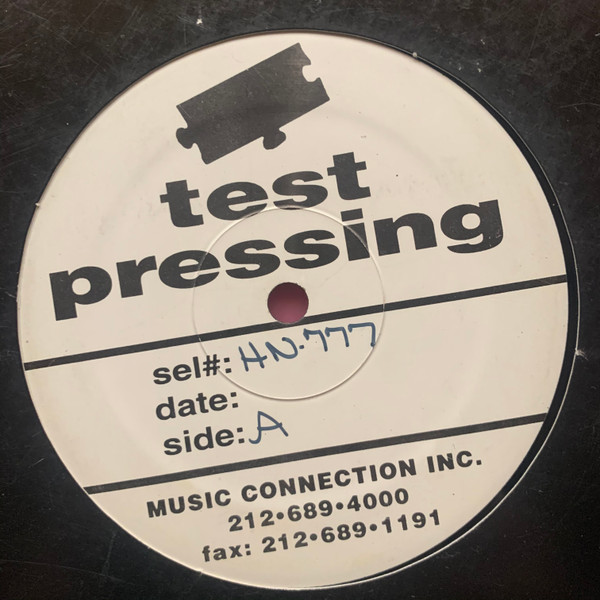 test
pressing
sel#: HN-777
date:
side: A
MUSIC CONNECTION INC.
212•689•4000
fax: 212•689•1191